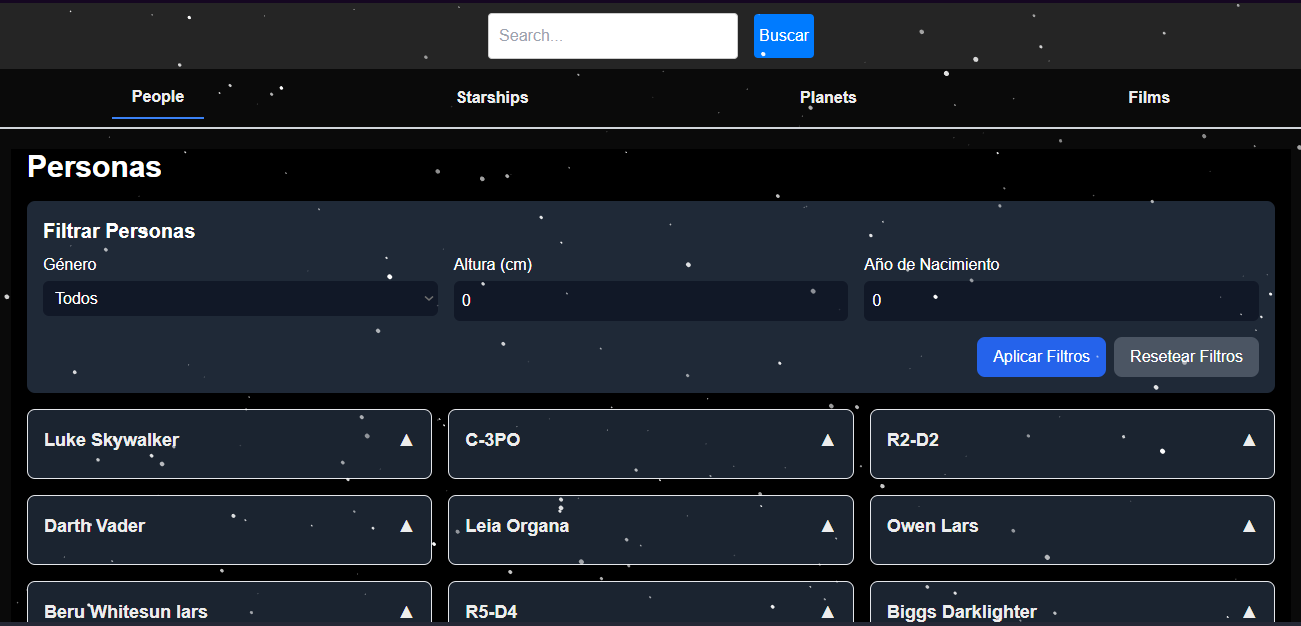 Search... Buscar
People Starships Planets Films
Personas
Filtrar Personas
Género Altura (cm) Año de Nacimiento
Todos 0 0
Aplicar Filtros Resetear Filtros
Luke Skywalker ▲ C-3PO ▲ R2-D2 ▲
Darth Vader ▲ Leia Organa ▲ Owen Lars ▲
Beru Whitesun lars ▲ R5-D4 ▲ Biggs Darklighter ▲